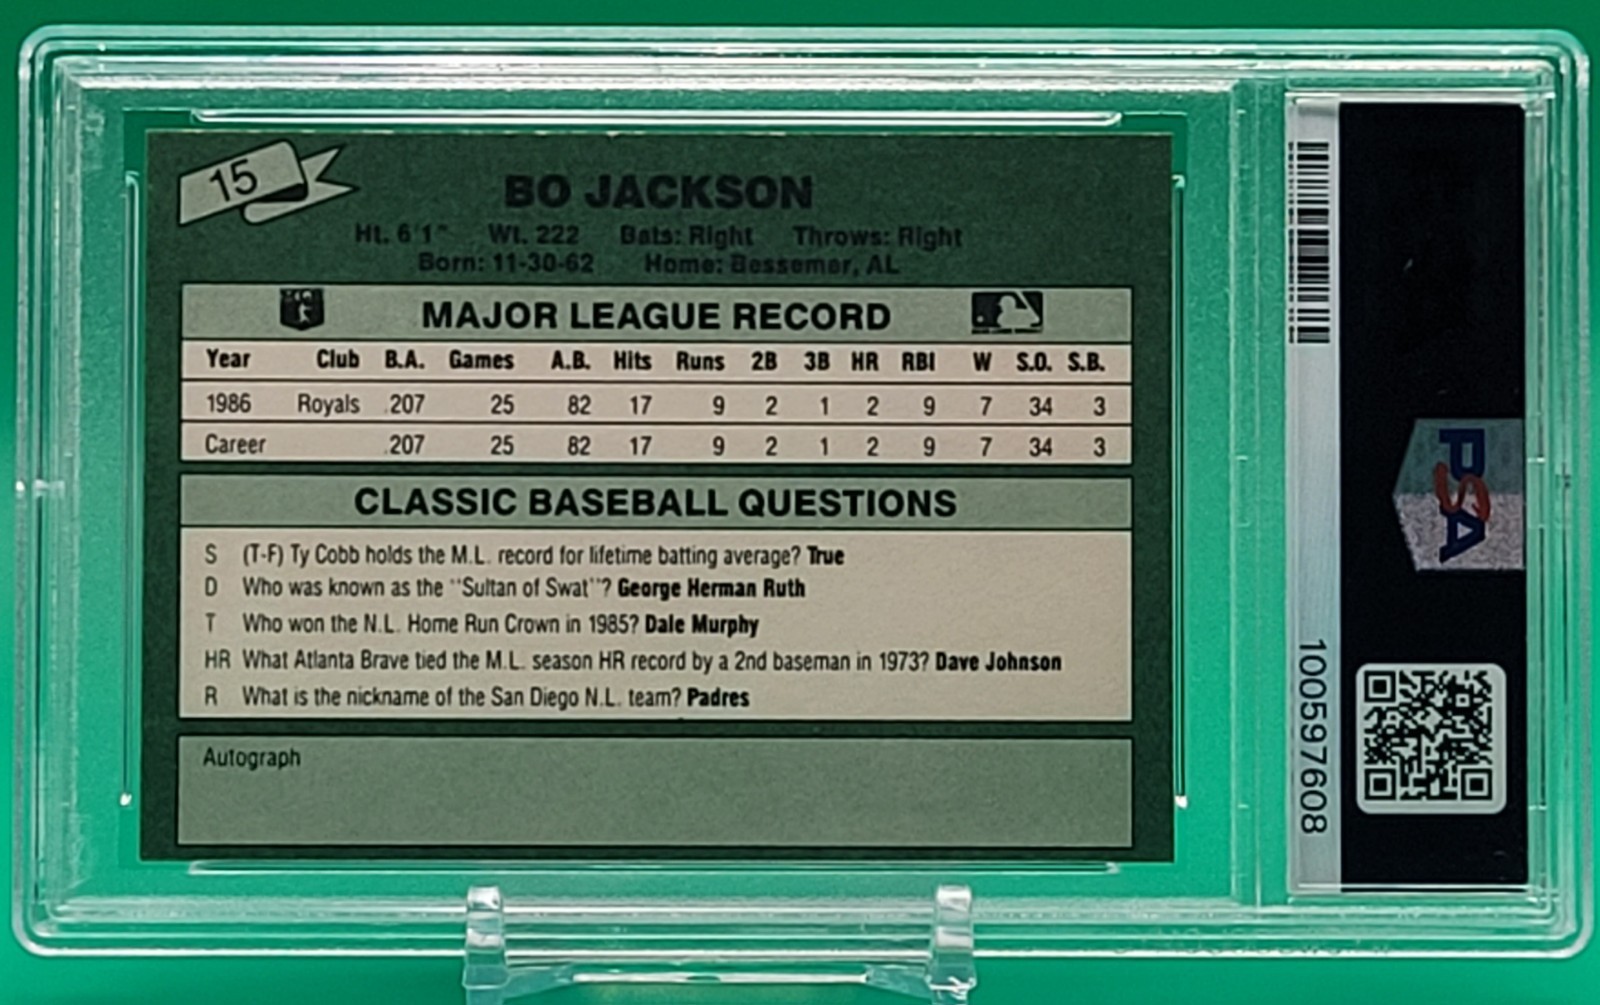 15
BO JACKSON
Ht. 6'1" Wt. 222 Bats: Right Throws: Right
Born: 11-30-62 Home: Bessemer, AL
MAJOR LEAGUE RECORD
Year Club B.A. Games A.B. Hits Runs 2B 3B HR RBI W S.O. S.B.
1986 Royals .207 25 82 17 9 2 1 2 9 7 34 3
Career .207 25 82 17 9 2 1 2 9 7 34 3
CLASSIC BASEBALL QUESTIONS
S (T-F) Ty Cobb holds the M.L. record for lifetime batting average? True
D Who was known as the "Sultan of Swat"? George Herman Ruth
T Who won the N.L. Home Run Crown in 1985? Dale Murphy
HR What Atlanta Brave tied the M.L. season HR record by a 2nd baseman in 1973? Dave Johnson
R What is the nickname of the San Diego N.L. team? Padres
Autograph
100597608
PSA